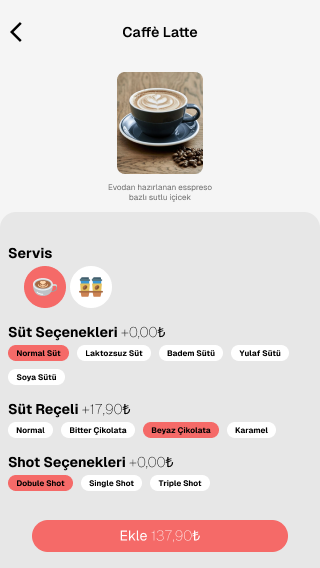 Caffè Latte
Evodan hazırlanan esspreso
bazlı sutlu içicek
Servis
Süt Seçenekleri +0,00₺
Normal Süt Laktozsuz Süt Badem Sütü Yulaf Sütü
Soya Sütü
Süt Reçeli +17,90₺
Normal Bitter Çikolata Beyaz Çikolata Karamel
Shot Seçenekleri +0,00₺
Dobule Shot Single Shot Triple Shot
Ekle 137,90₺